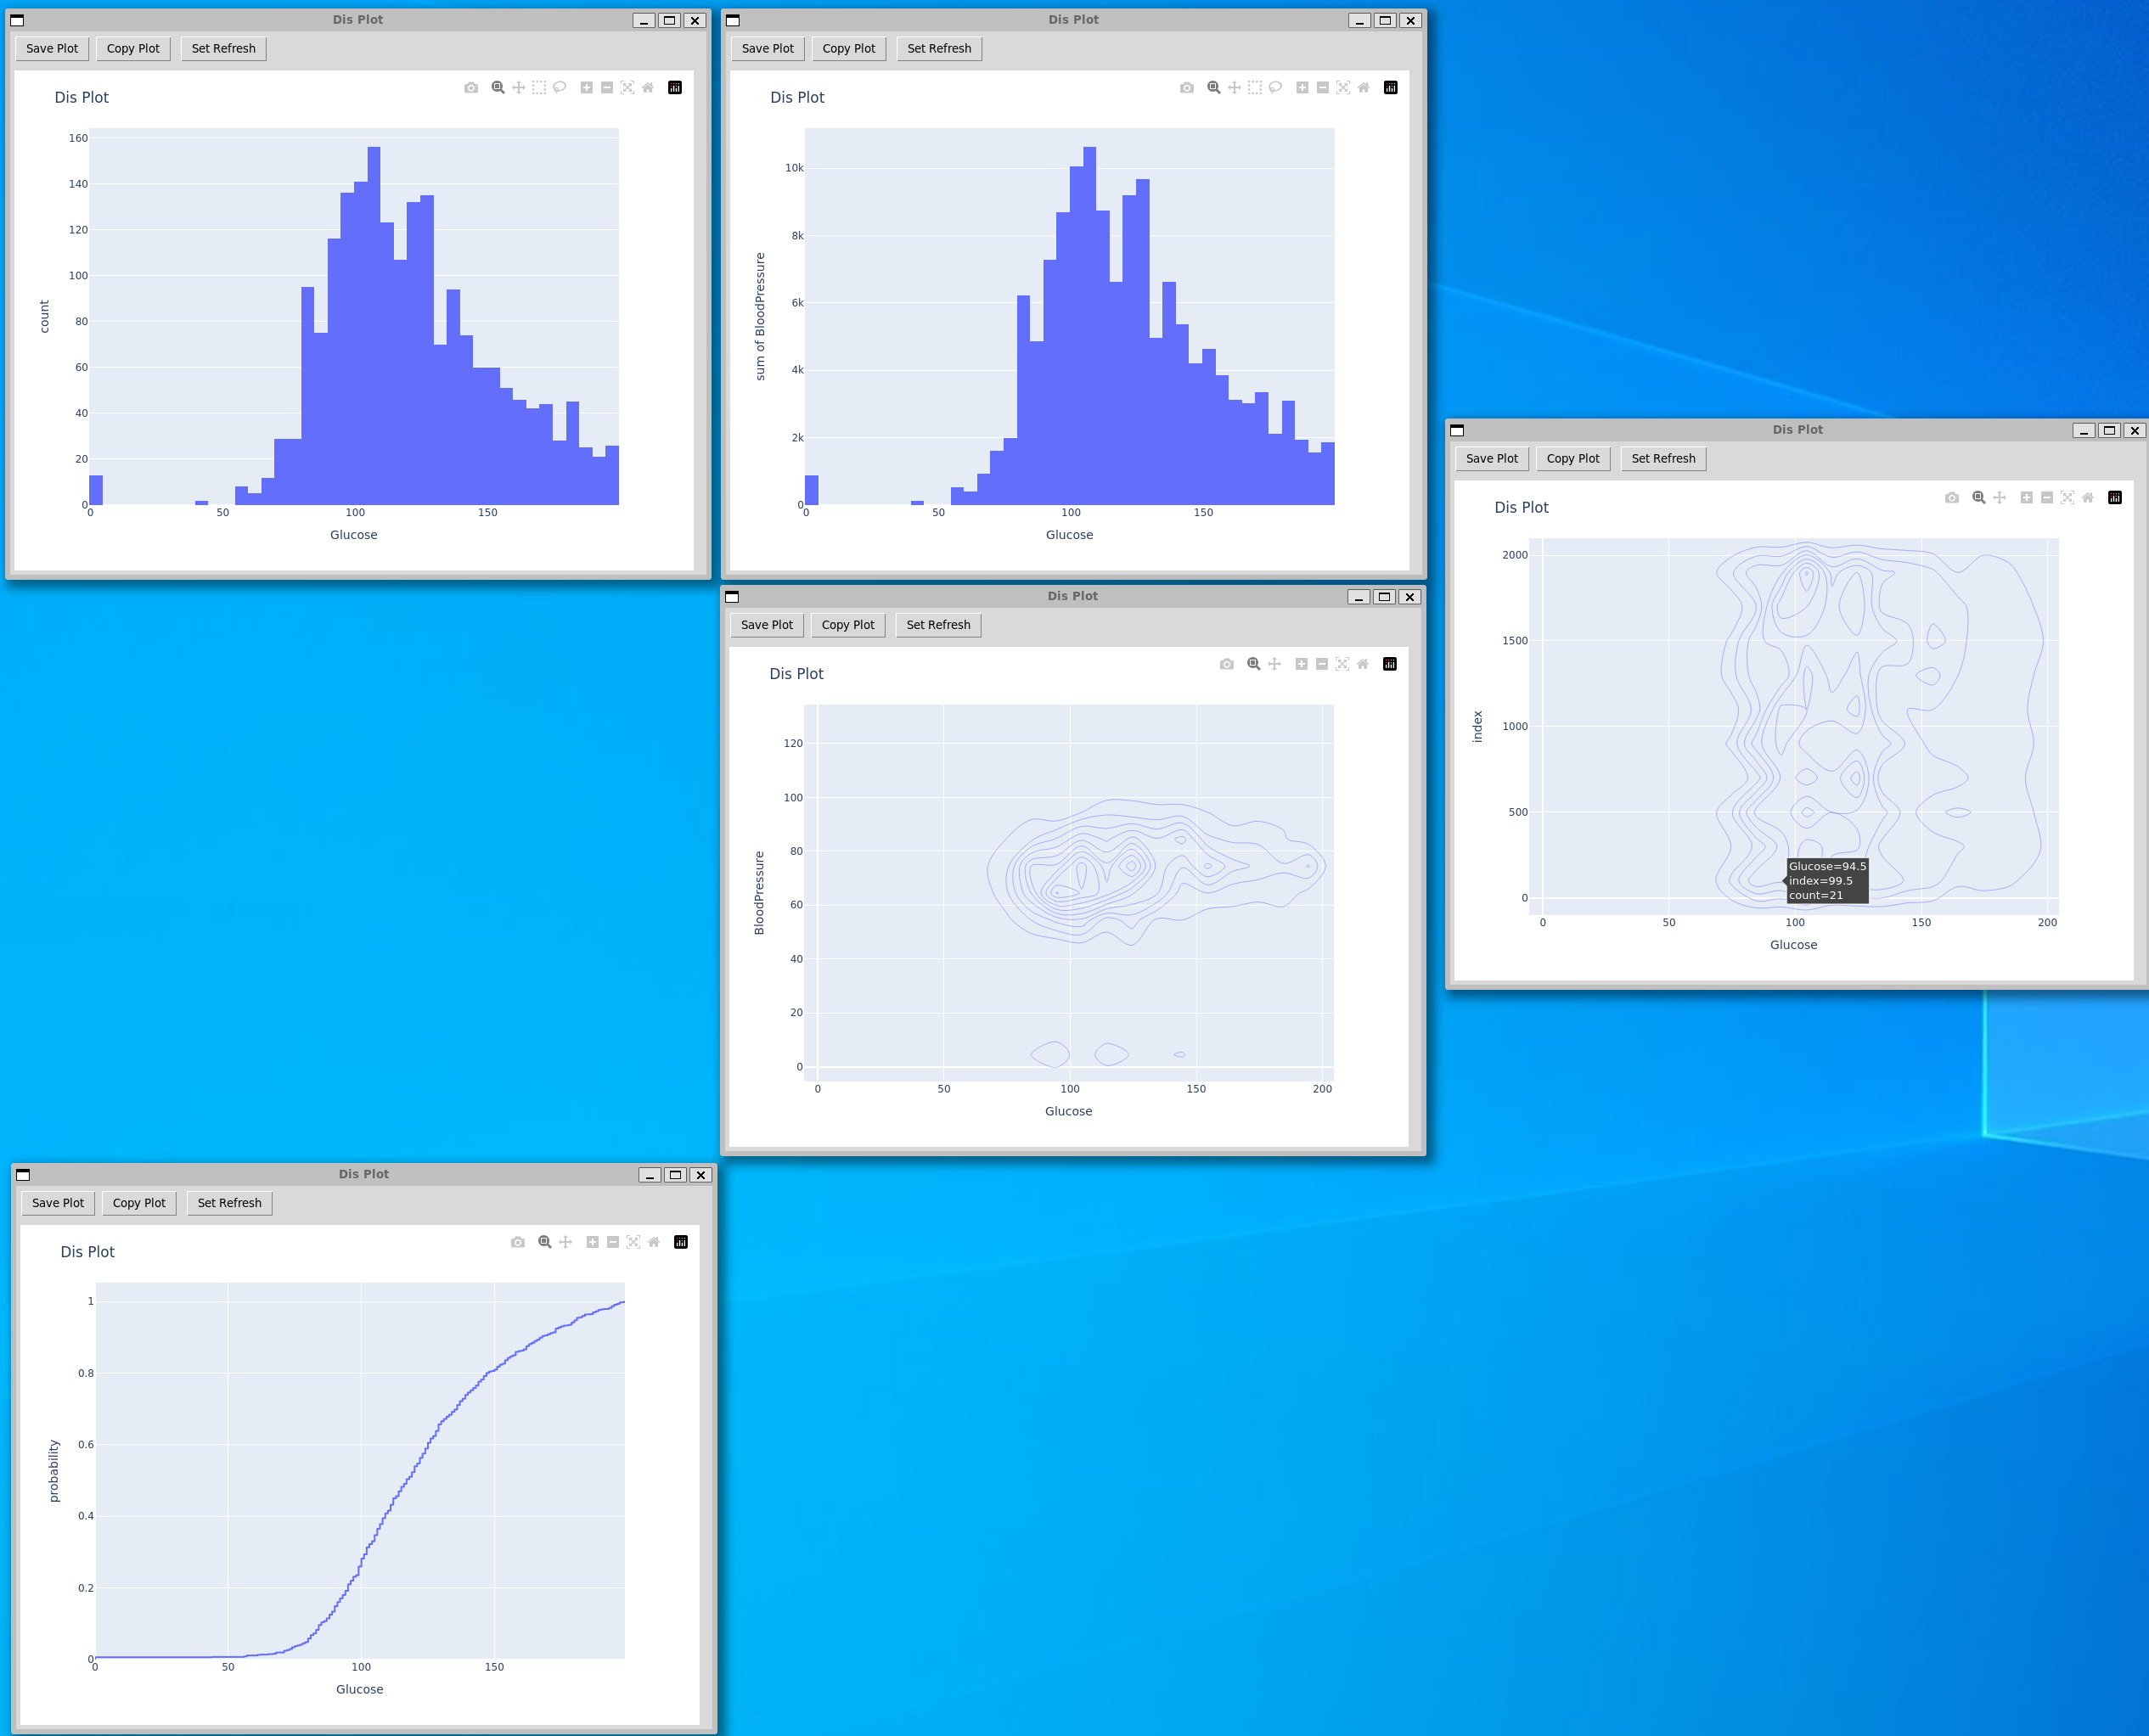 Dis Plot
Save Plot Copy Plot Set Refresh
Dis Plot
160
140
120
100
80
60
40
20
0
count
0 50 100 150
Glucose
Dis Plot
Save Plot Copy Plot Set Refresh
Dis Plot
10k
8k
6k
4k
2k
0
sum of BloodPressure
0 50 100 150
Glucose
Dis Plot
Save Plot Copy Plot Set Refresh
Dis Plot
2000
1500
1000
500
0
index
Glucose=94.5
index=99.5
count=21
0 50 100 150 200
Glucose
Dis Plot
Save Plot Copy Plot Set Refresh
Dis Plot
120
100
80
60
40
20
0
BloodPressure
0 50 100 150 200
Glucose
Dis Plot
Save Plot Copy Plot Set Refresh
Dis Plot
1
0.8
0.6
0.4
0.2
0
probability
0 50 100 150
Glucose